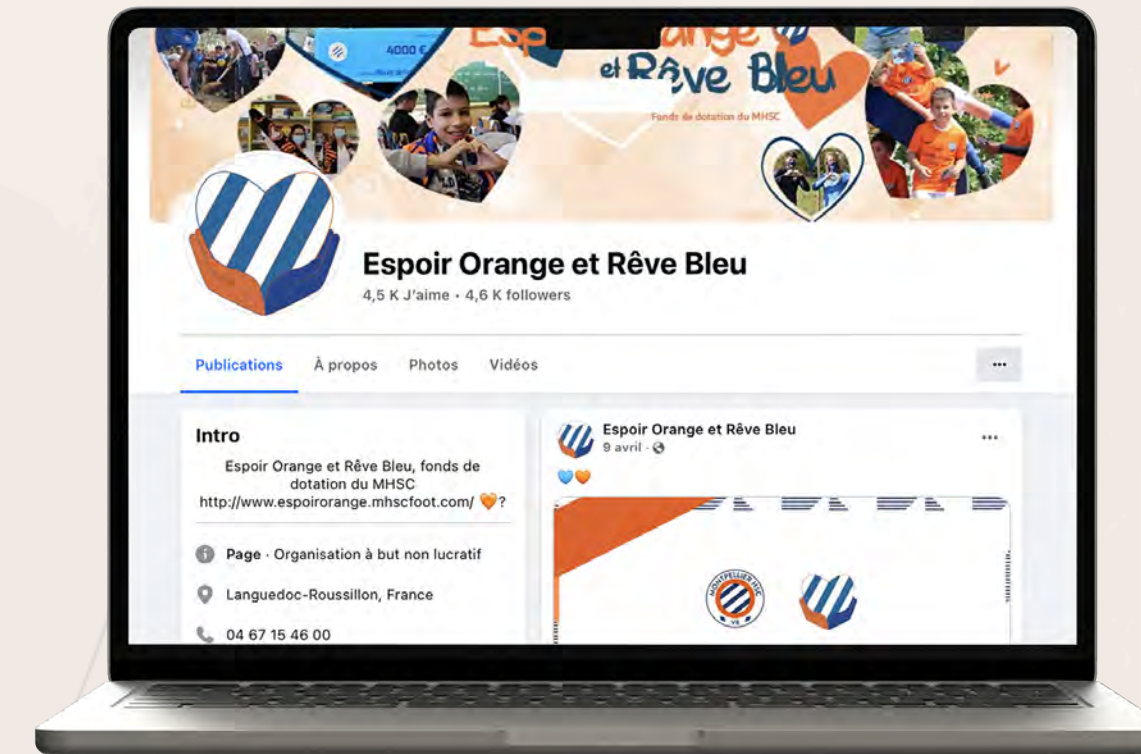 4000 €
Espo ange
et Rêve Bleu
Fonds de dotation du MHSC
Espoir Orange et Rêve Bleu
4,5 K J'aime · 4,6 K followers
Publications À propos Photos Vidéos
Intro
Espoir Orange et Rêve Bleu, fonds de
dotation du MHSC
http://www.espoirorange.mhscfoot.com/ 🧡?
Page · Organisation à but non lucratif
Languedoc-Roussillon, France
04 67 15 46 00
Espoir Orange et Rêve Bleu
9 avril
🩵🧡
MONTPELLIER HSC